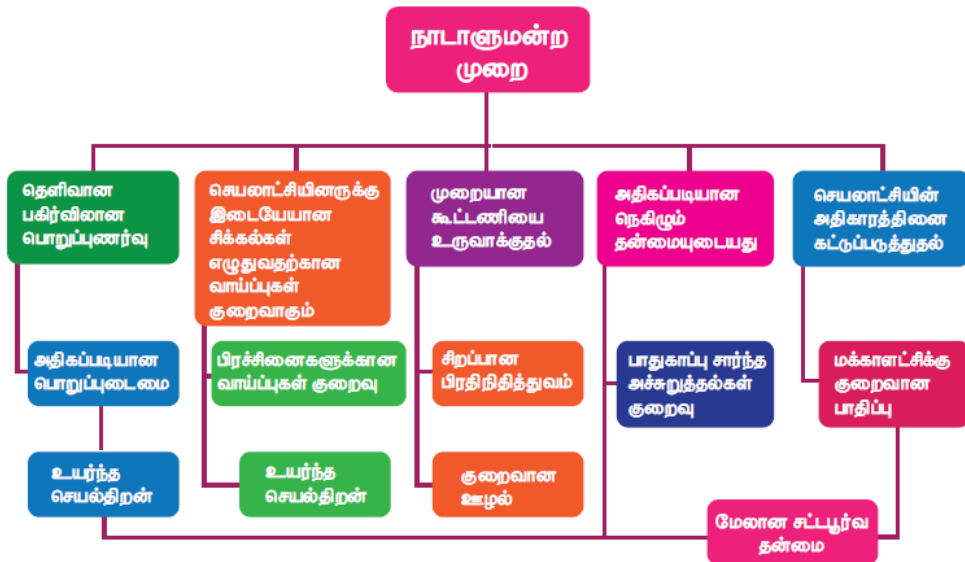 நாடாளுமன்ற
முறை
தெளிவான
பகிர்விலான
பொறுப்புணர்வு
செயலாட்சியினருக்கு
இடையேயான
சிக்கல்கள்
எழுதுவதற்கான
வாய்ப்புகள்
குறைவாகும்
முறையான
கூட்டணியை
உருவாக்குதல்
அதிகப்படியான
நெகிழும்
தன்மையுடையது
செயலாட்சியின்
அதிகாரத்தினை
கட்டுப்படுத்துதல்
அதிகப்படியான
பொறுப்புடைமை
பிரச்சினைகளுக்கான
வாய்ப்புகள் குறைவு
சிறப்பான
பிரதிநிதித்துவம்
பாதுகாப்பு சார்ந்த
அச்சுறுத்தல்கள்
குறைவு
மக்காளட்சிக்கு
குறைவான
பாதிப்பு
உயர்ந்த
செயல்திறன்
உயர்ந்த
செயல்திறன்
குறைவான
ஊழல்
மேலான சட்டபூர்வ
தன்மை